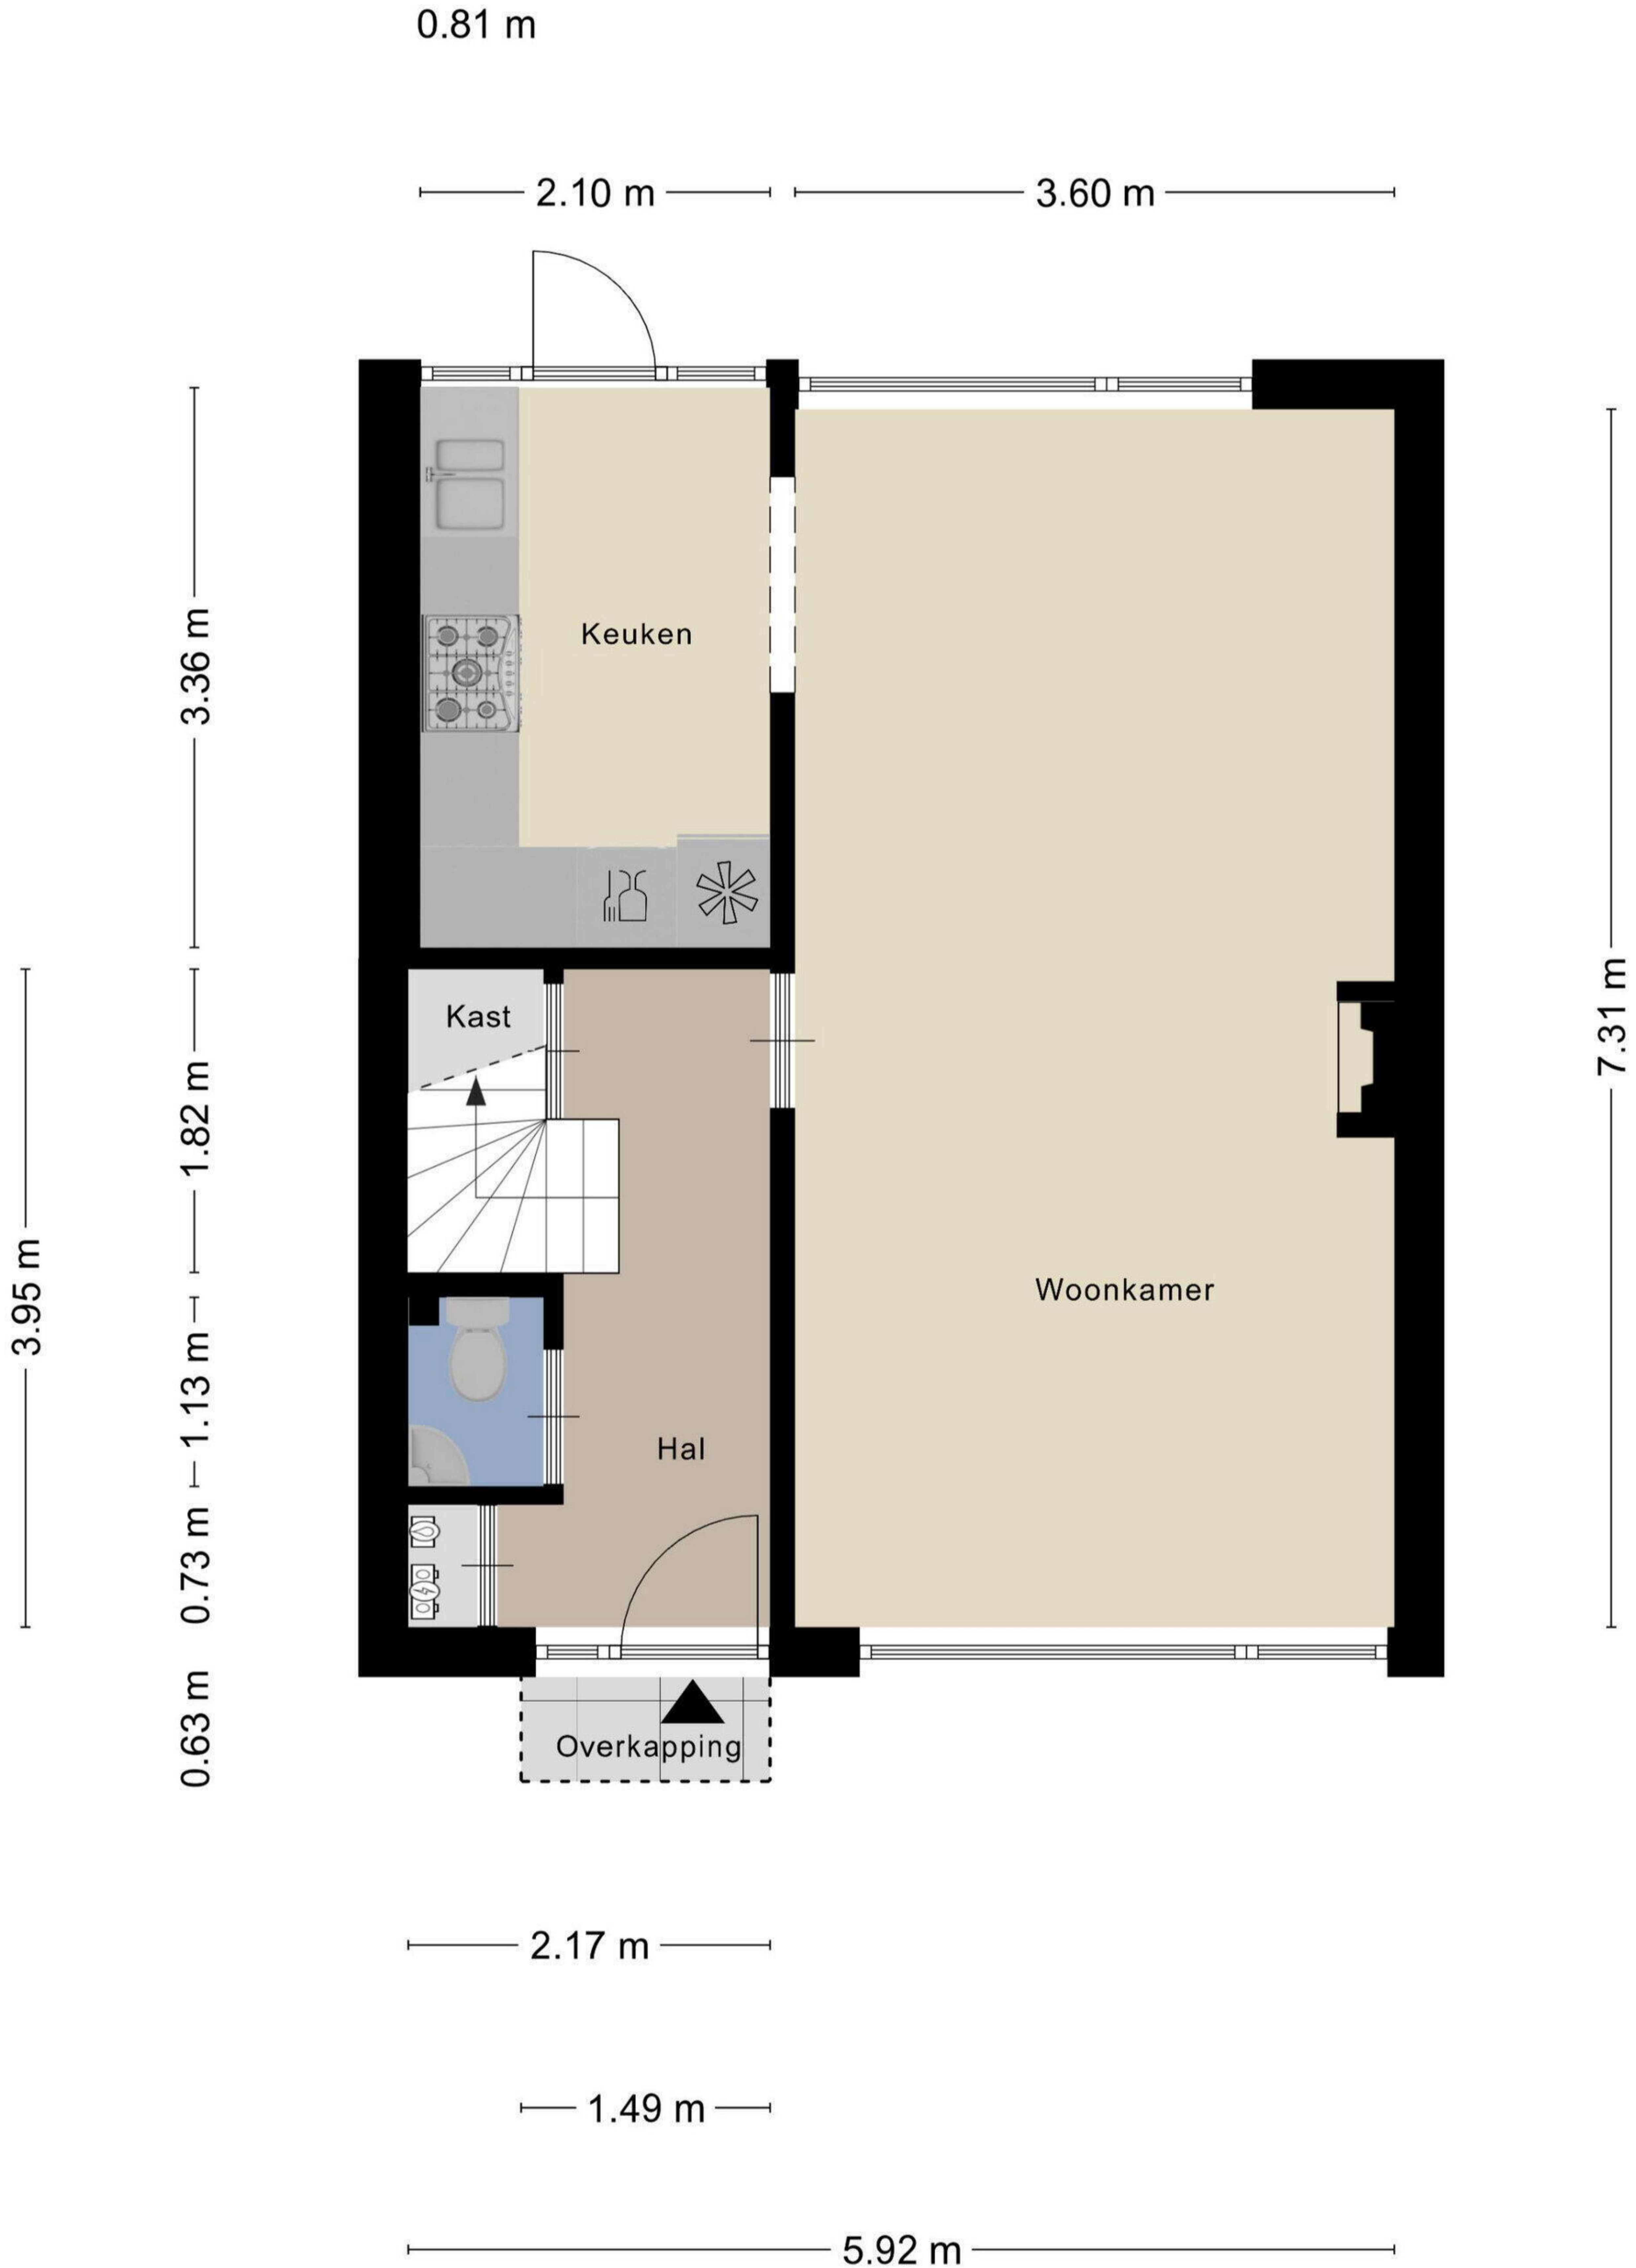 0.81 m
2.10 m
3.60 m
3.36 m
Keuken
7.31 m
Kast
1.82 m
3.95 m
Woonkamer
1.13 m
Hal
0.73 m
0.63 m
Overkapping
2.17 m
1.49 m
5.92 m